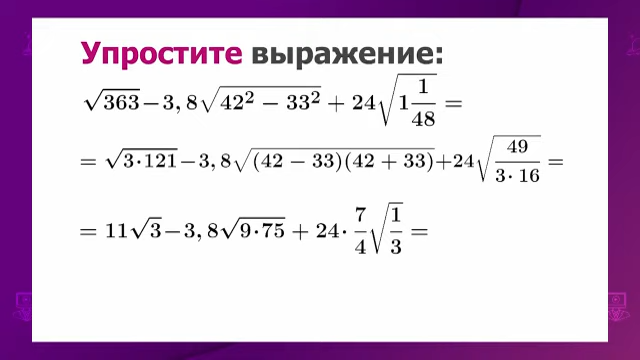 Упростите выражение:
√363 − 3,8√(42² − 33²) + 24√(1 1/48) =
= √(3·121) − 3,8√((42 − 33)(42 + 33)) + 24√(49/(3·16)) =
= 11√3 − 3,8√(9·75) + 24· 7/4 √(1/3) =